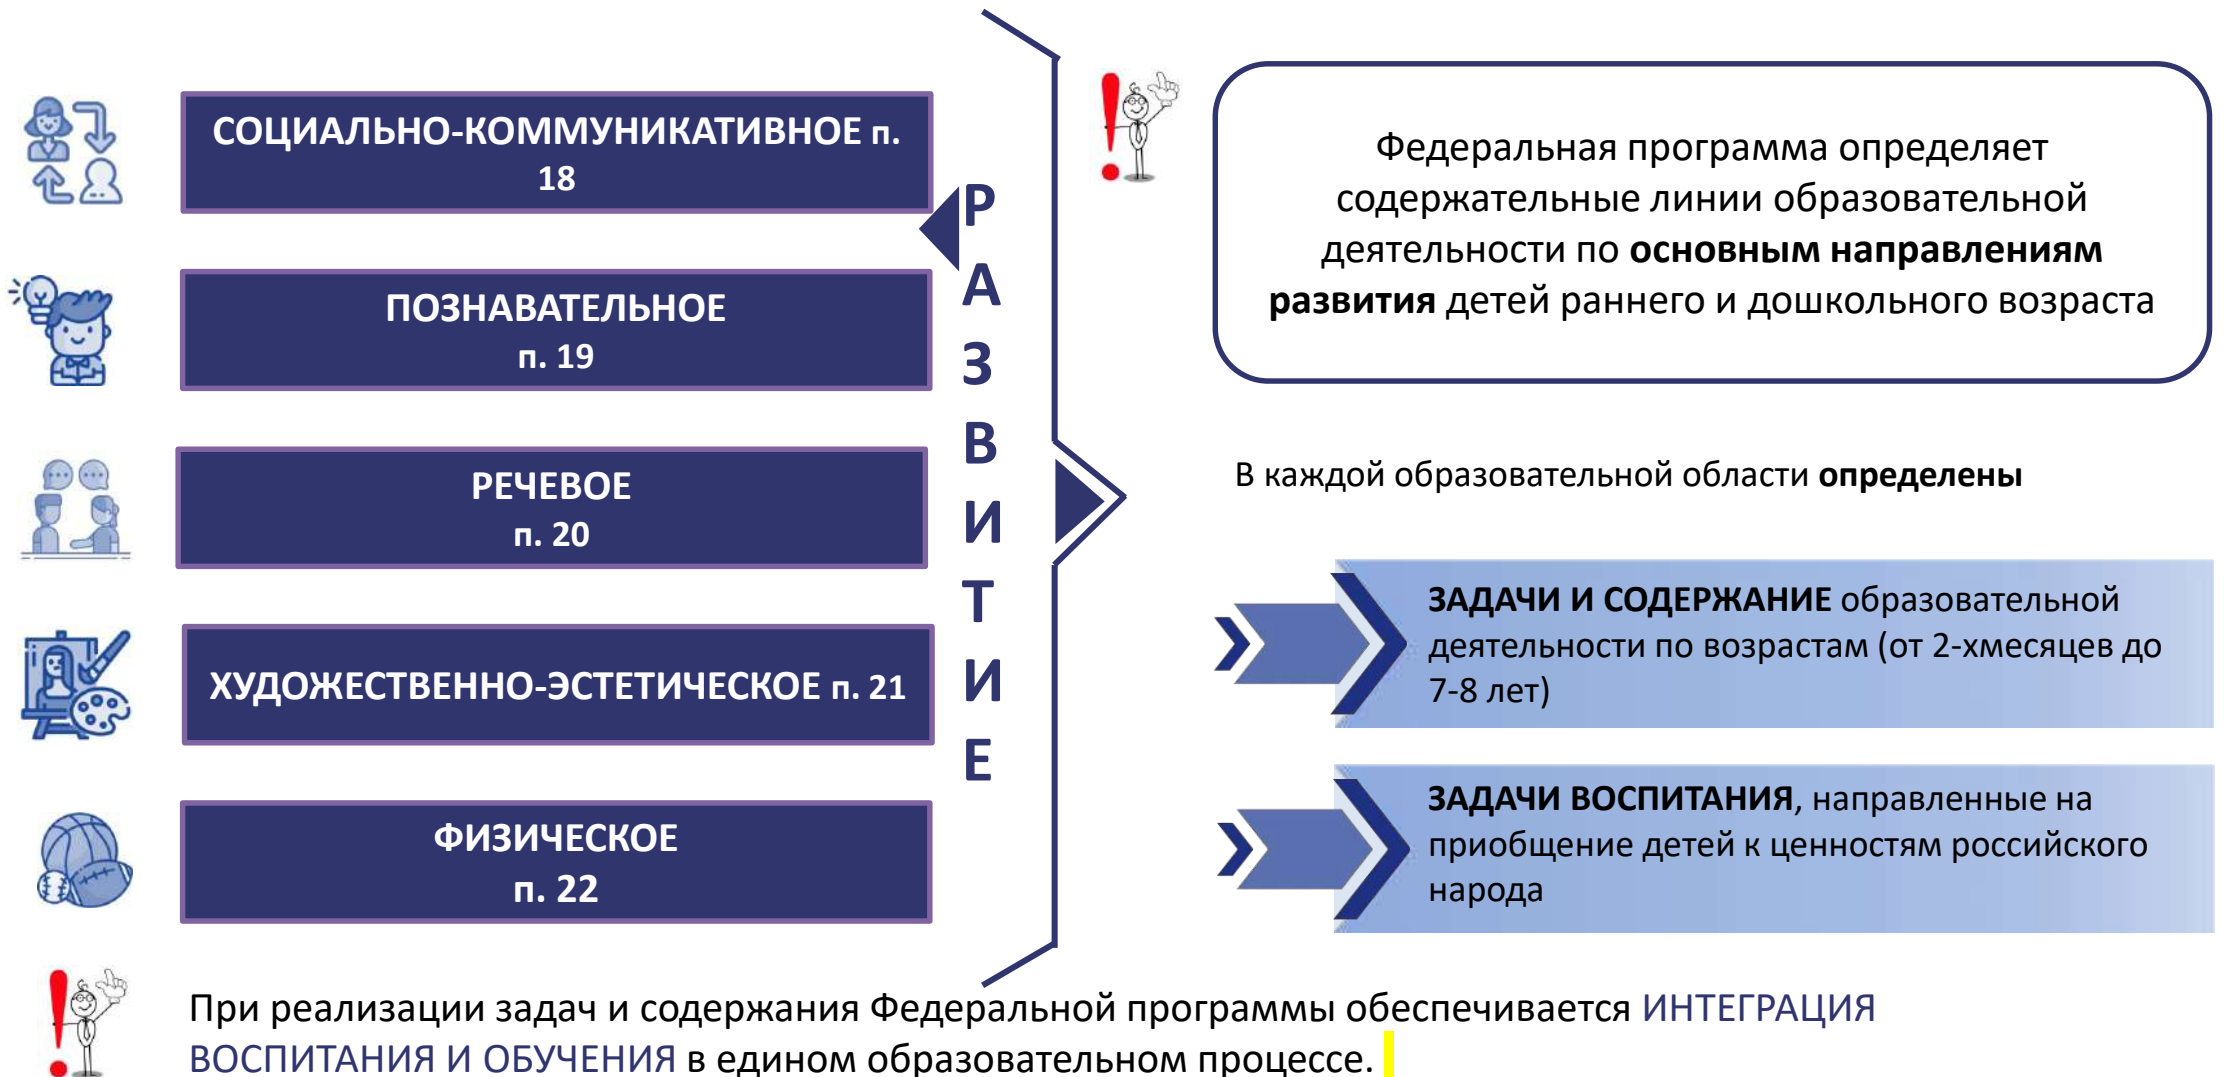 СОЦИАЛЬНО-КОММУНИКАТИВНОЕ п.
18
ПОЗНАВАТЕЛЬНОЕ
п. 19
РЕЧЕВОЕ
п. 20
ХУДОЖЕСТВЕННО-ЭСТЕТИЧЕСКОЕ п. 21
ФИЗИЧЕСКОЕ
п. 22
Р
А
З
В
И
Т
И
Е
Федеральная программа определяет
содержательные линии образовательной
деятельности по основным направлениям
развития детей раннего и дошкольного возраста
В каждой образовательной области определены
ЗАДАЧИ И СОДЕРЖАНИЕ образовательной
деятельности по возрастам (от 2-хмесяцев до
7-8 лет)
ЗАДАЧИ ВОСПИТАНИЯ, направленные на
приобщение детей к ценностям российского
народа
При реализации задач и содержания Федеральной программы обеспечивается ИНТЕГРАЦИЯ
ВОСПИТАНИЯ И ОБУЧЕНИЯ в едином образовательном процессе.